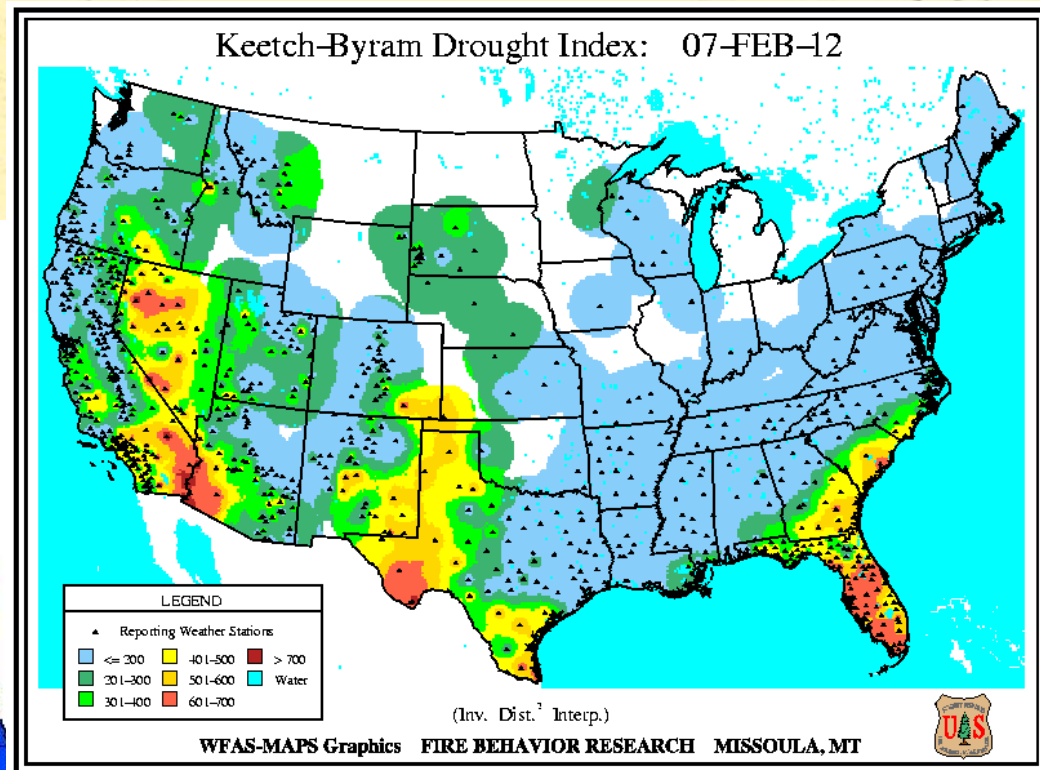 Keetch-Byram Drought Index: 07-FEB-12
LEGEND
Reporting Weather Stations
<= 200
201-300
301-400
401-500
501-600
601-700
> 700
Water
(Inv. Dist.² Interp.)
WFAS-MAPS Graphics FIRE BEHAVIOR RESEARCH MISSOULA, MT
U S